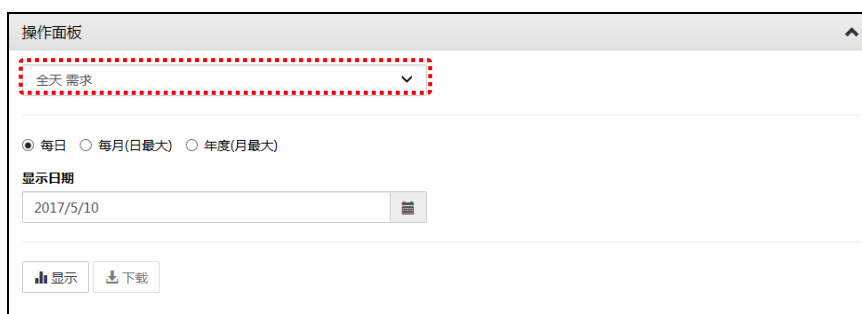 操作面板
全天 需求
每日 每月(日最大) 年度(月最大)
显示日期
2017/5/10
显示 下载